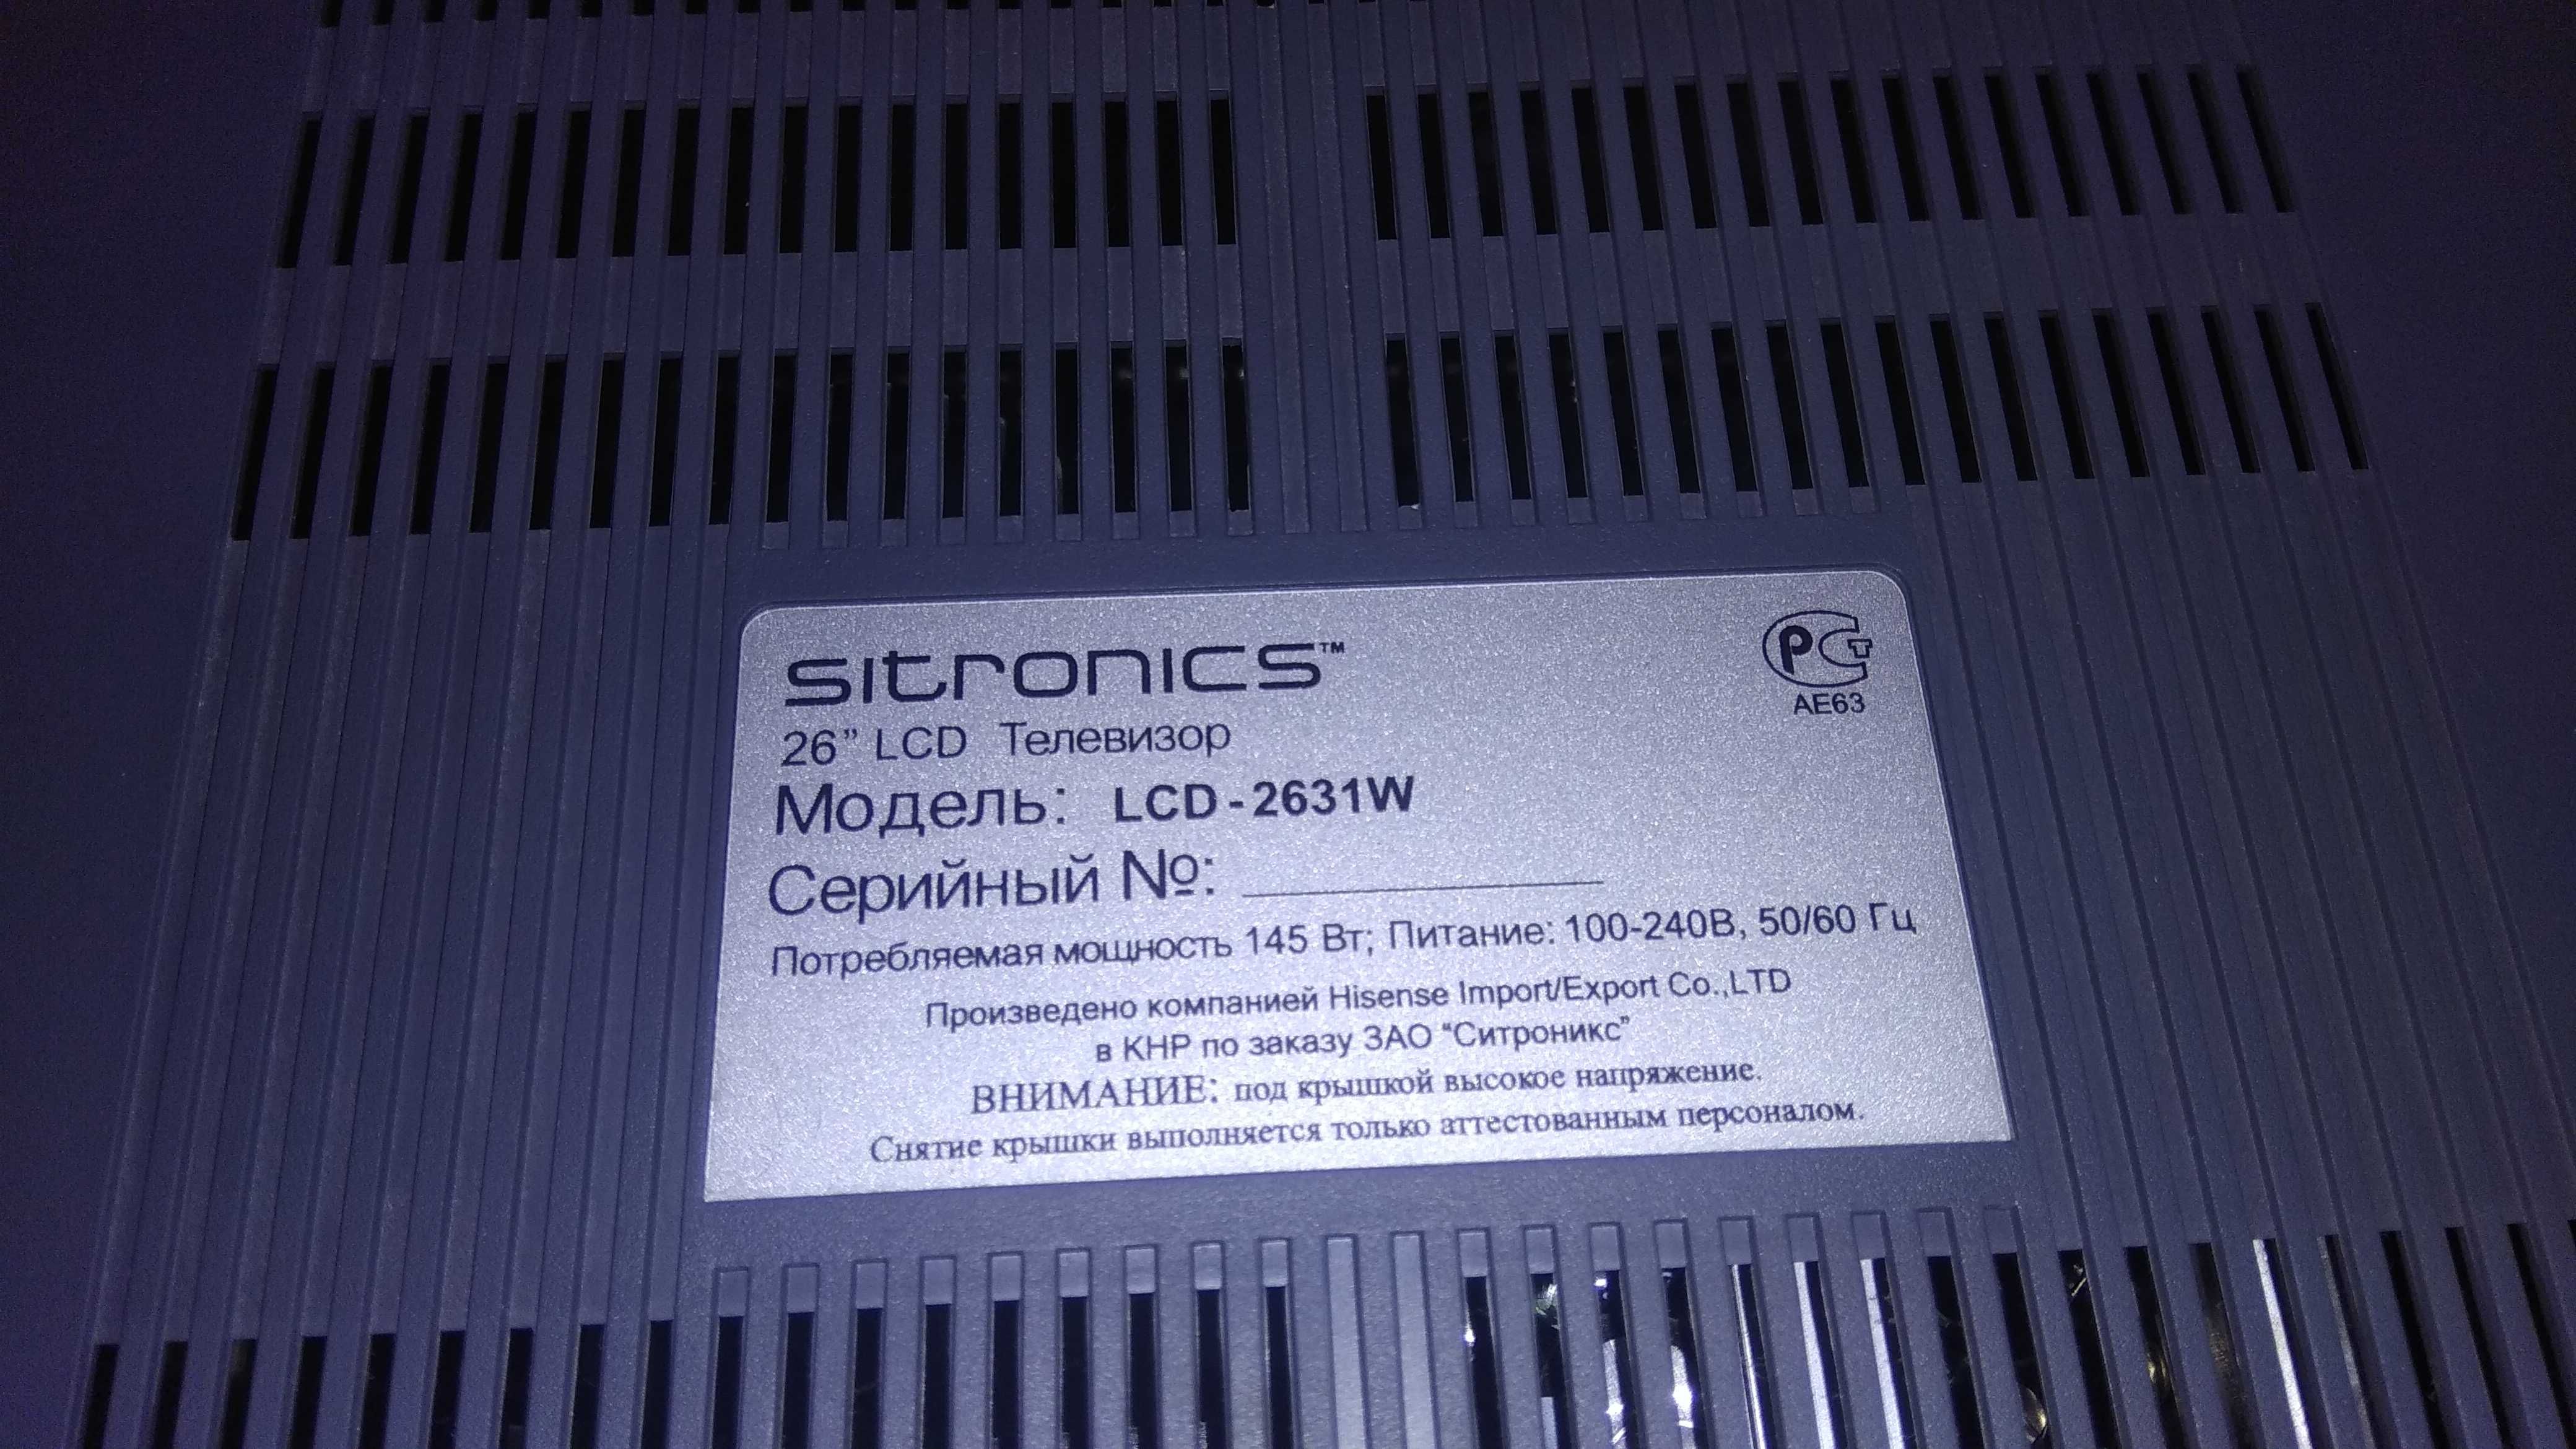 SITRONICS™
PCT
AE63
26” LCD Телевизор
Модель: LCD-2631W
Серийный №:
Потребляемая мощность 145 Вт; Питание: 100-240В, 50/60 Гц
Произведено компанией Hisense Import/Export Co.,LTD
в КНР по заказу ЗАО “Ситроникс”
ВНИМАНИЕ: под крышкой высокое напряжение.
Снятие крышки выполняется только аттестованным персоналом.